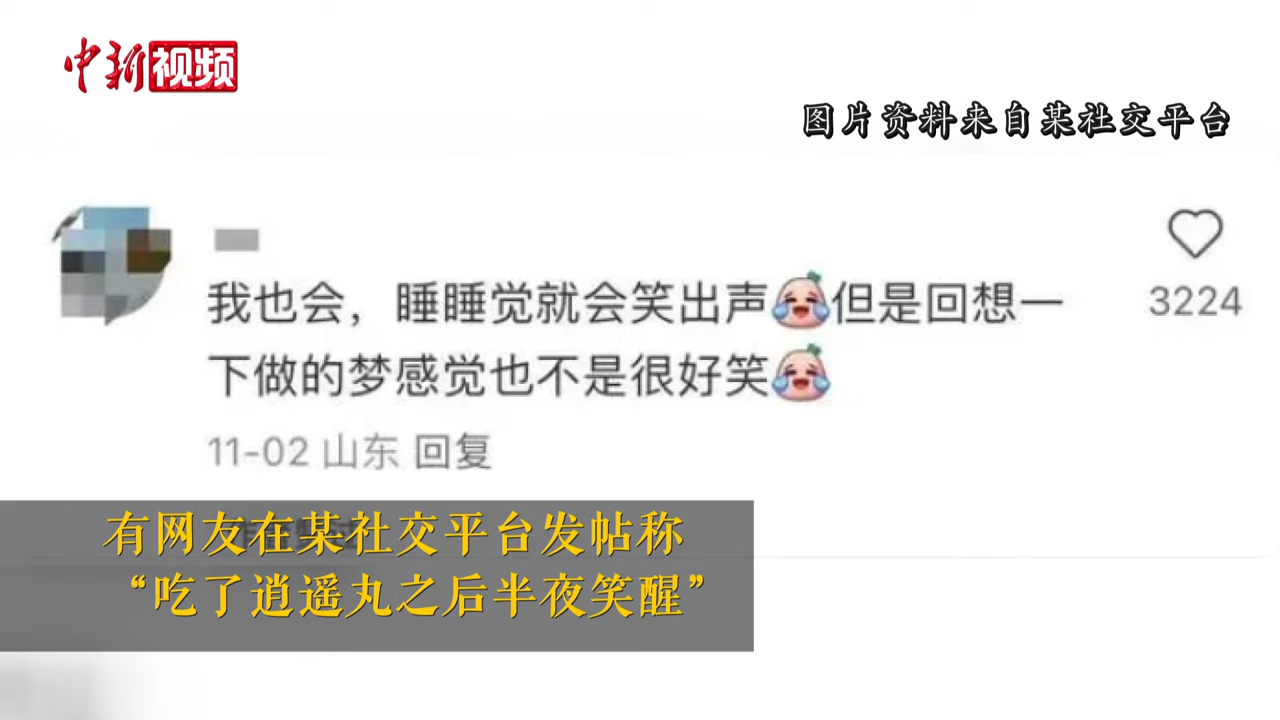 中新视频
图片资料来自某社交平台
我也会，睡睡觉就会笑出声但是回想一
下做的梦感觉也不是很好笑
3224
11-02 山东 回复
有网友在某社交平台发帖称
“吃了逍遥丸之后半夜笑醒”